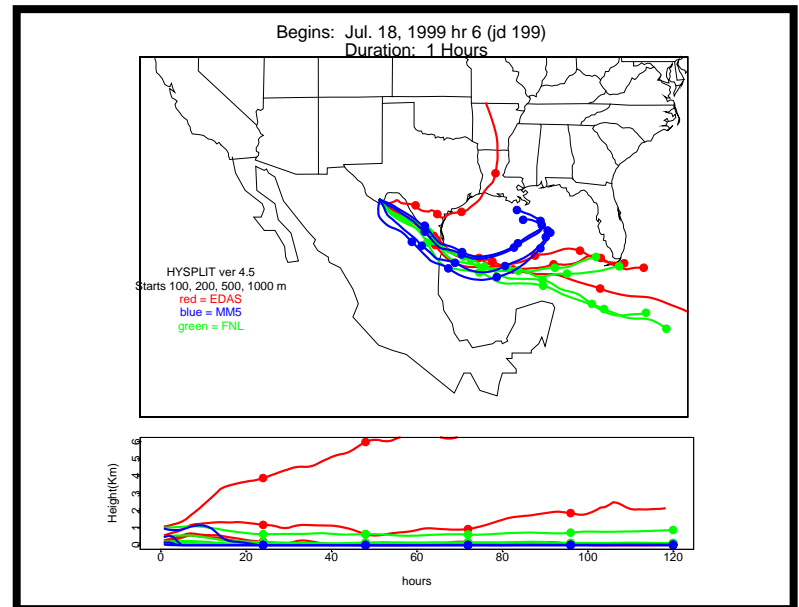 Begins: Jul. 18, 1999 hr 6 (jd 199)
Duration: 1 Hours
HYSPLIT ver 4.5
Starts 100, 200, 500, 1000 m
red = EDAS
blue = MM5
green = FNL
Height(Km)
6
5
4
3
2
1
0
0 20 40 60 80 100 120
hours